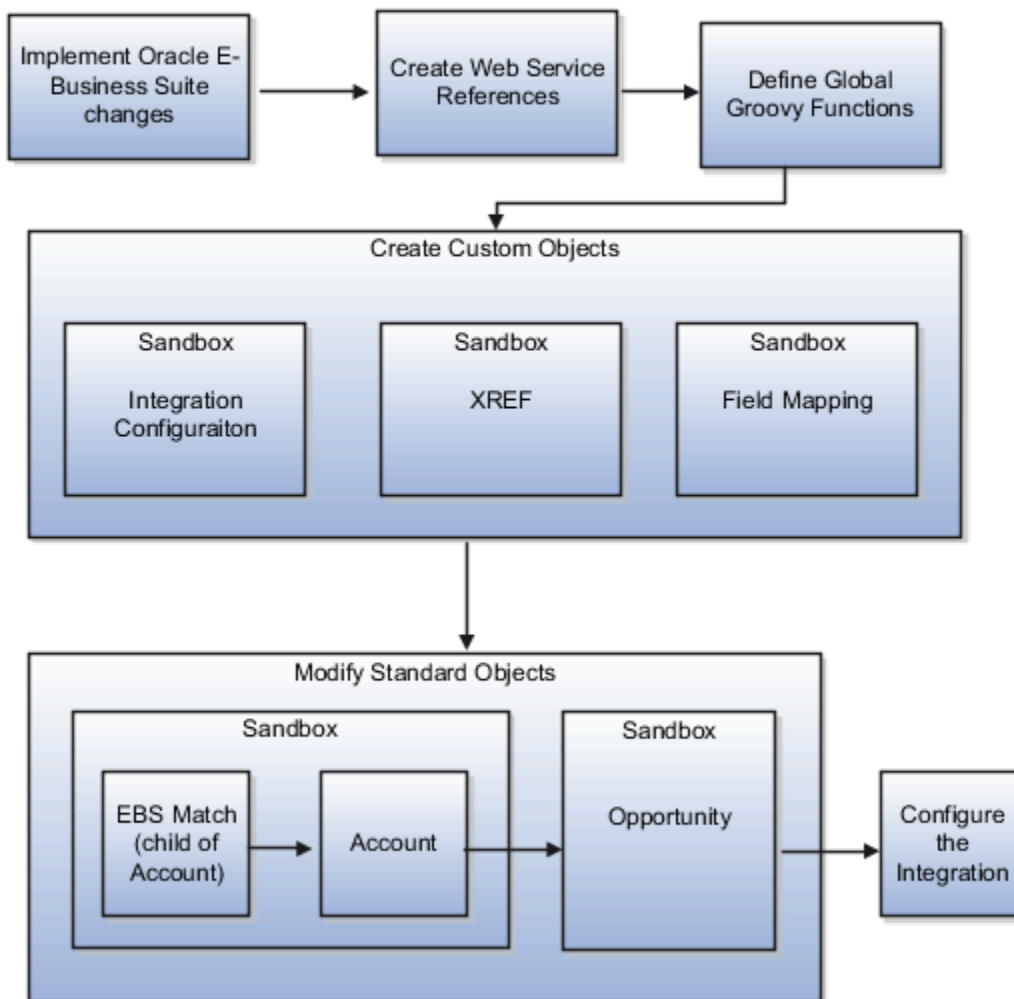 Implement Oracle E-
Business Suite
changes
Create Web Service
References
Define Global
Groovy Functions
Create Custom Objects
Sandbox
Integration
Configuraiton
Sandbox
XREF
Sandbox
Field Mapping
Modify Standard Objects
Sandbox
EBS Match
(child of
Account)
Account
Sandbox
Opportunity
Configure
the
Integration